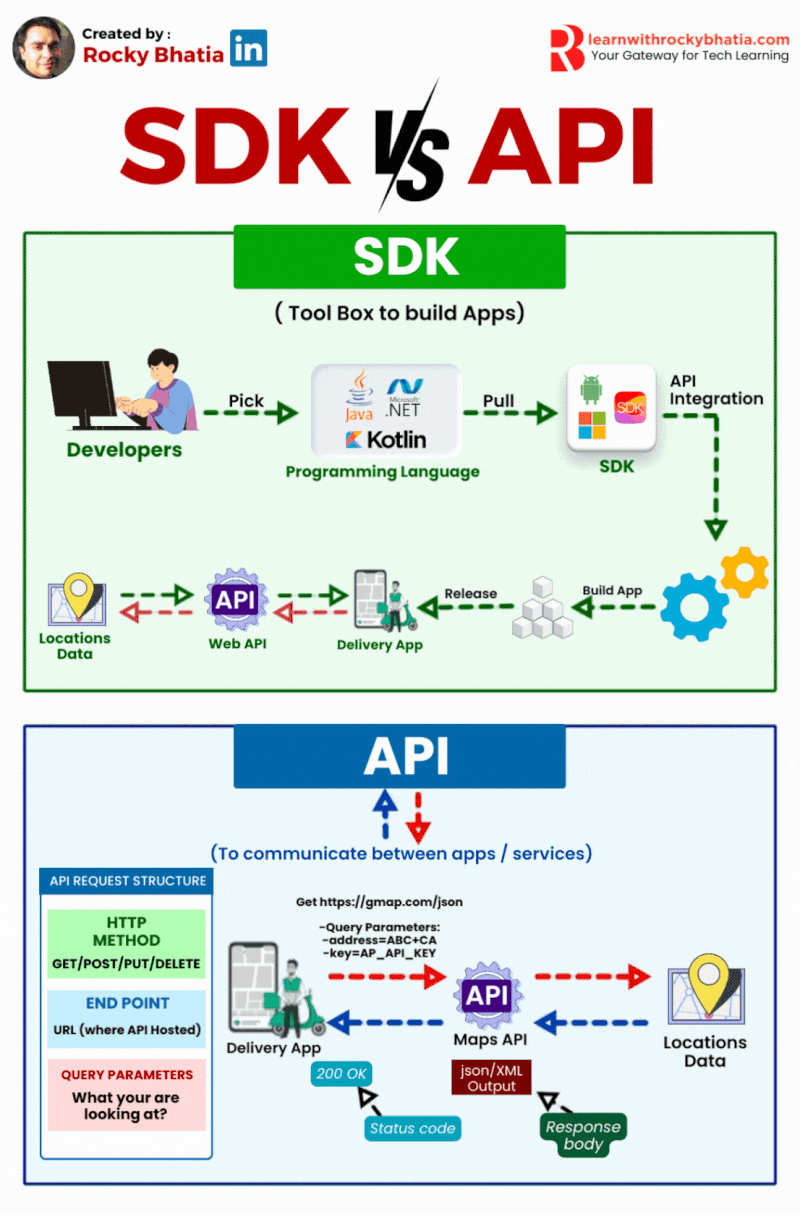 Created by :
Rocky Bhatia
in
learnwithrockybhatia.com
Your Gateway for Tech Learning
SDK VS API
SDK
( Tool Box to build Apps)
Pick
Java
Microsoft
.NET
Kotlin
Pull
SDK
API
Integration
Developers
Programming Language
SDK
API
Release
Build App
Locations
Data
Web API
Delivery App
API
(To communicate between apps / services)
API REQUEST STRUCTURE
HTTP
METHOD
GET/POST/PUT/DELETE
END POINT
URL (where API Hosted)
QUERY PARAMETERS
What your are
looking at?
Get https://gmap.com/json
-Query Parameters:
-address=ABC+CA
-key=AP_API_KEY
API
Delivery App
Maps API
Locations
Data
200 OK
json/XML
Output
Status code
Response
body